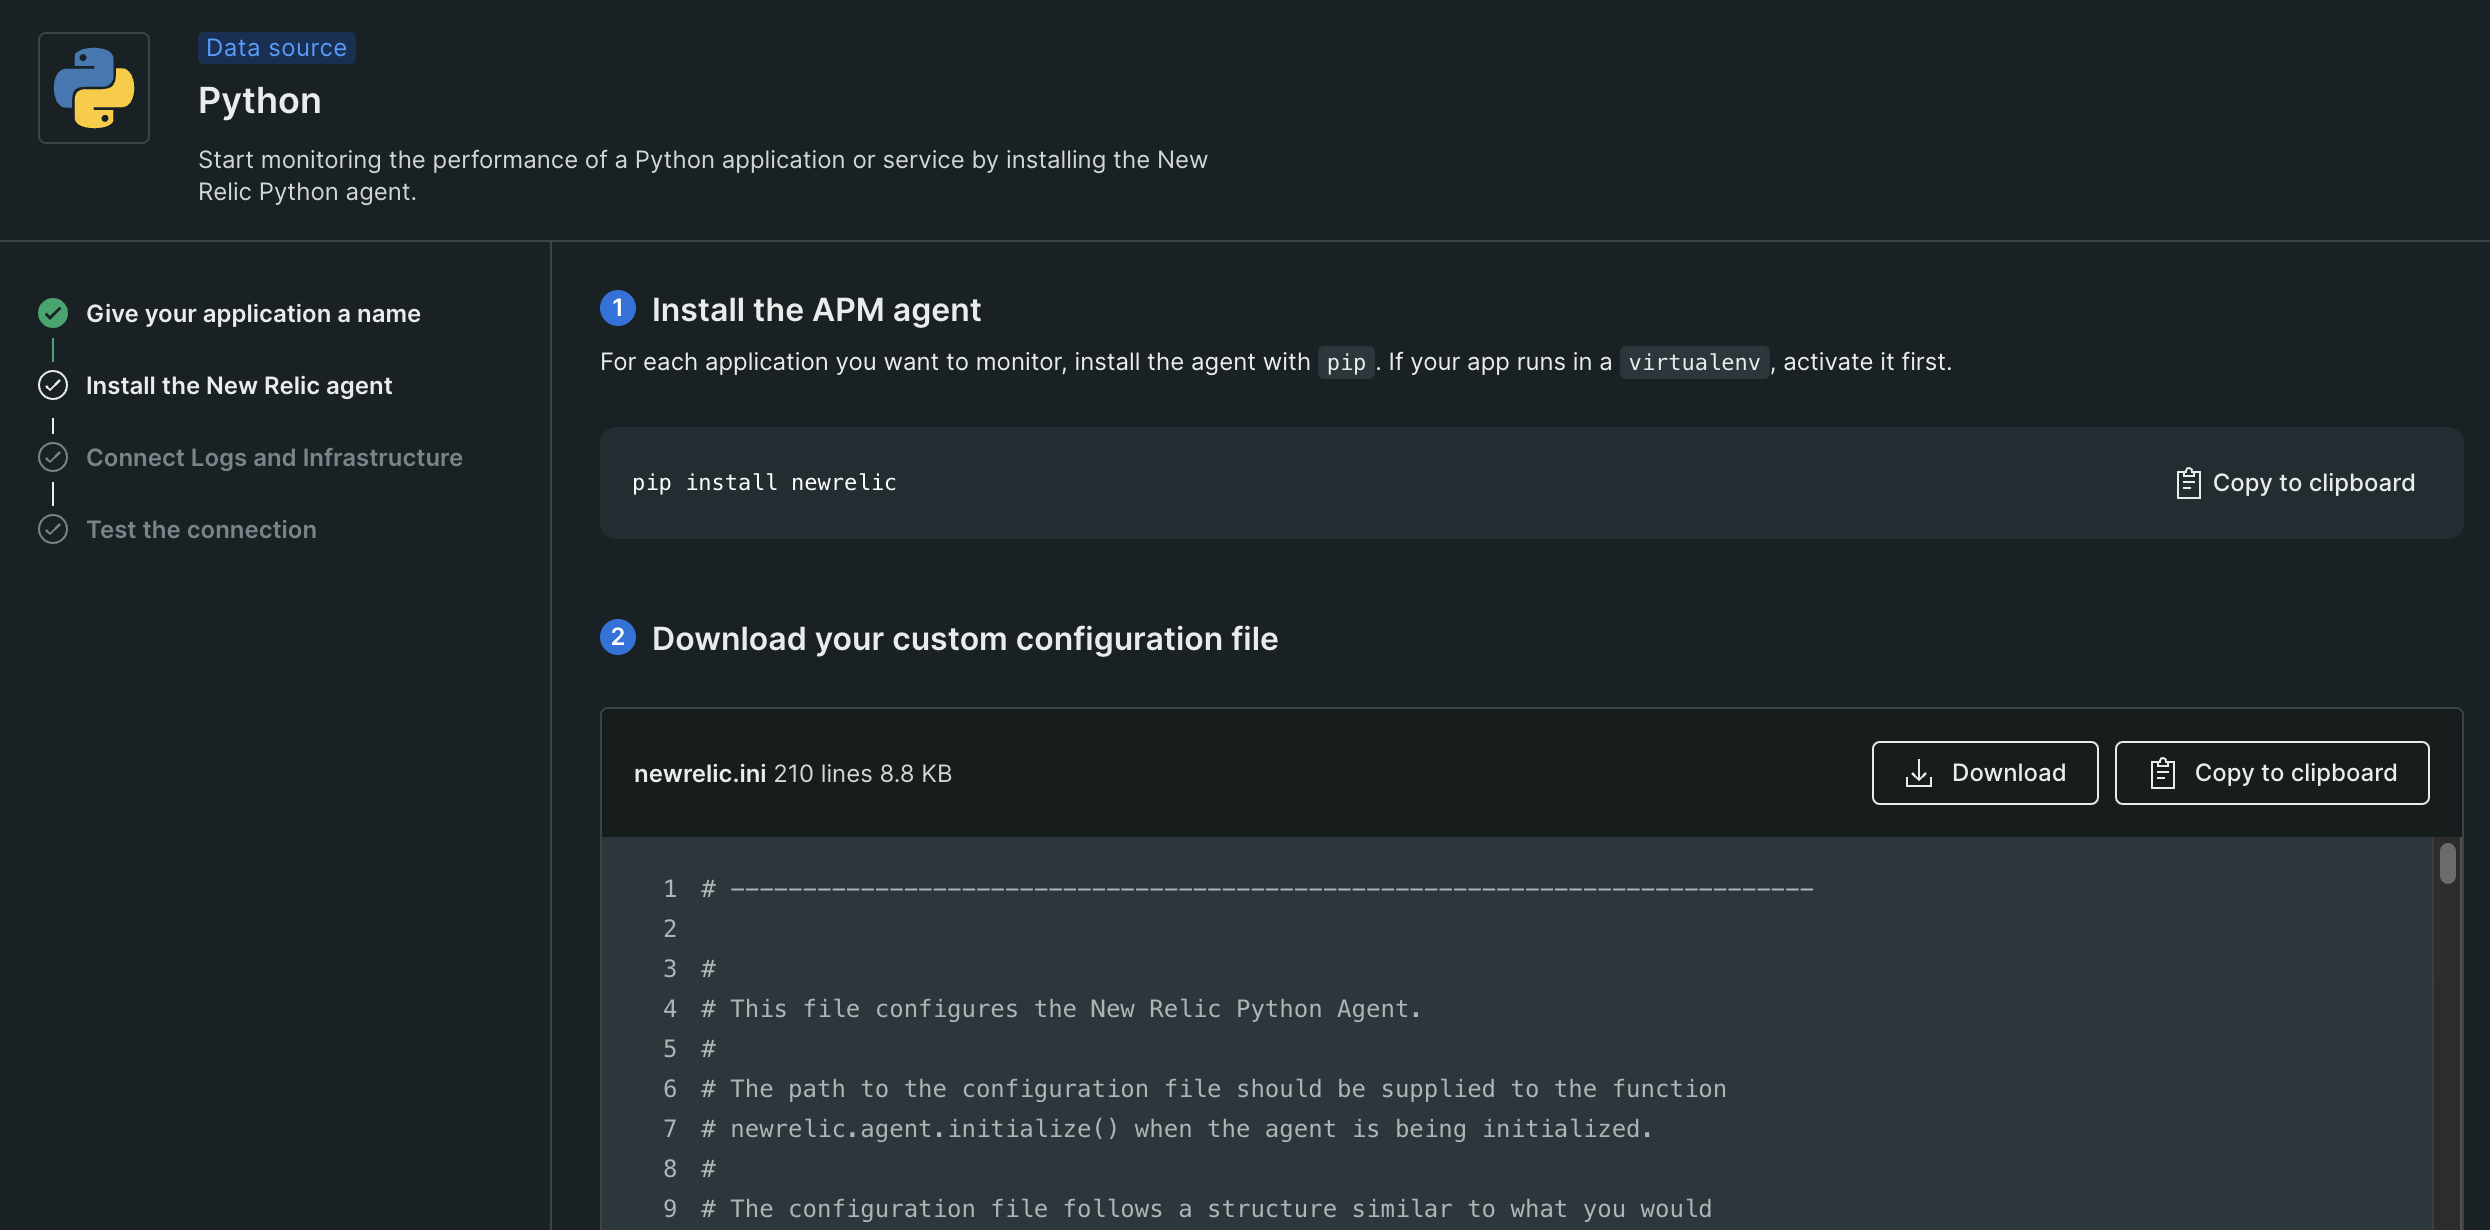 Data source
Python
Start monitoring the performance of a Python application or service by installing the New
Relic Python agent.
Give your application a name
Install the New Relic agent
Connect Logs and Infrastructure
Test the connection
1 Install the APM agent
For each application you want to monitor, install the agent with pip. If your app runs in a virtualenv, activate it first.
pip install newrelic
Copy to clipboard
2 Download your custom configuration file
newrelic.ini 210 lines 8.8 KB
Download
Copy to clipboard
1 # ---------------------------------------------------------------------------
2
3 #
4 # This file configures the New Relic Python Agent.
5 #
6 # The path to the configuration file should be supplied to the function
7 # newrelic.agent.initialize() when the agent is being initialized.
8 #
9 # The configuration file follows a structure similar to what you would